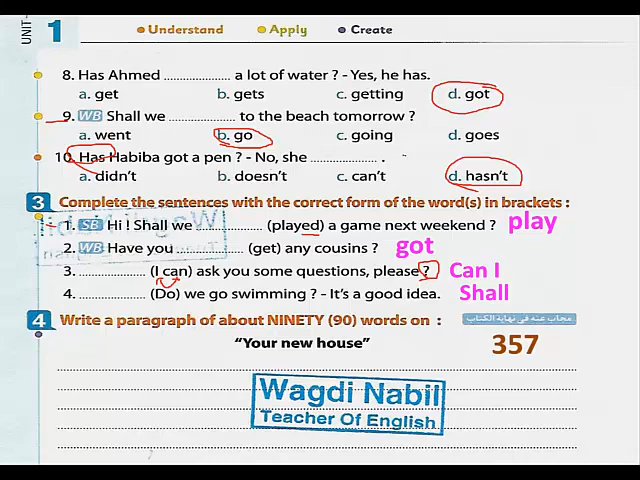 UNIT- 1 Understand Apply Create
8. Has Ahmed .................... a lot of water ? - Yes, he has.
a. get b. gets c. getting d. got
9. WB Shall we .................... to the beach tomorrow ?
a. went b. go c. going d. goes
10. Has Habiba got a pen ? - No, she .................... .
a. didn't b. doesn't c. can't d. hasn't
3 Complete the sentences with the correct form of the word(s) in brackets :
1. SB Hi ! Shall we .................... (played) a game next weekend ? play
2. WB Have you .................... (get) any cousins ? got
3. .................... (I can) ask you some questions, please ? Can I
4. .................... (Do) we go swimming ? - It's a good idea. Shall
4 Write a paragraph of about NINETY (90) words on : مجاب عنه فى نهاية الكتاب
"Your new house" 357
Wagdi Nabil
Teacher Of English